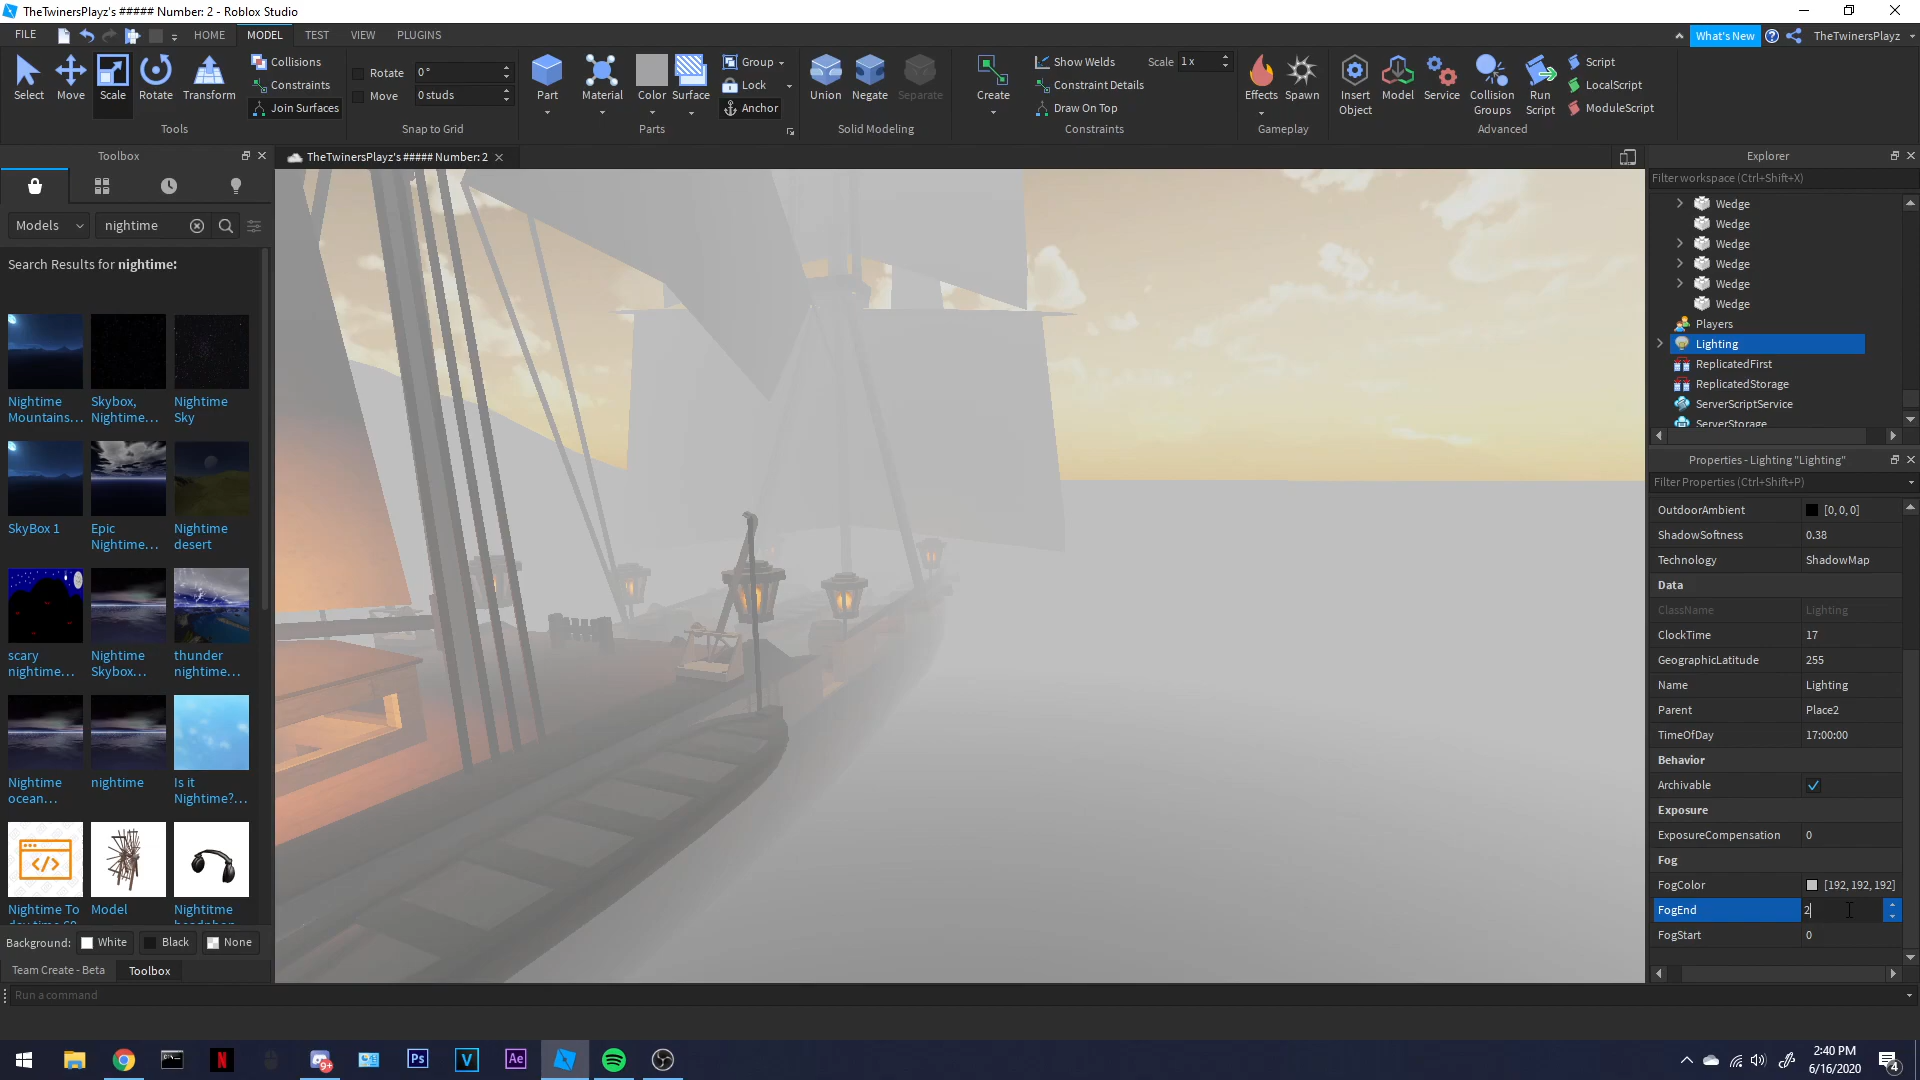 TheTwinersPlayz's ##### Number: 2 - Roblox Studio
FILE
HOME
MODEL
TEST
VIEW
PLUGINS
What's New
TheTwinersPlayz
Select
Move
Scale
Rotate
Transform
Collisions
Constraints
Join Surfaces
Tools
Rotate
0 °
Move
0 studs
Snap to Grid
Part
Material
Color
Surface
Group
Lock
Anchor
Parts
Union
Negate
Separate
Solid Modeling
Create
Show Welds
Constraint Details
Draw On Top
Scale
1 x
Constraints
Effects
Spawn
Gameplay
Insert
Object
Model
Service
Collision
Groups
Run
Script
Script
LocalScript
ModuleScript
Advanced
Toolbox
Models
nightime
Search Results for nightime:
Nightime
Mountains...
Skybox,
Nightime...
Nightime
Sky
SkyBox 1
Epic
Nightime...
Nightime
desert
scary
nightime...
Nightime
Skybox...
thunder
nightime...
Nightime
ocean...
nightime
Is it
Nightime?...
Nightime To
Model
Nightitme
Background:
White
Black
None
Team Create - Beta
Toolbox
Run a command
TheTwinersPlayz's ##### Number: 2
Explorer
Filter workspace (Ctrl+Shift+X)
Wedge
Wedge
Wedge
Wedge
Wedge
Wedge
Players
Lighting
ReplicatedFirst
ReplicatedStorage
ServerScriptService
ServerStorage
Properties - Lighting "Lighting"
Filter Properties (Ctrl+Shift+P)
OutdoorAmbient
[0, 0, 0]
ShadowSoftness
0.38
Technology
ShadowMap
Data
ClassName
Lighting
ClockTime
17
GeographicLatitude
255
Name
Lighting
Parent
Place2
TimeOfDay
17:00:00
Behavior
Archivable
Exposure
ExposureCompensation
0
Fog
FogColor
[192, 192, 192]
FogEnd
2
FogStart
0
9+
Ps
V
Ae
N
2:40 PM
6/16/2020
4